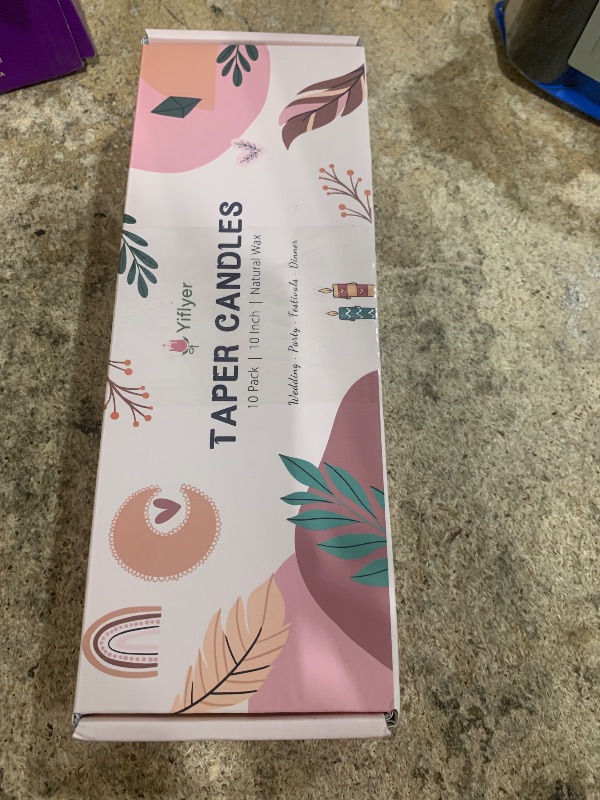 Yiflyer
TAPER CANDLES
10 Pack | 10 Inch | Natural Wax
Wedding · Party · Festivals · Dinner